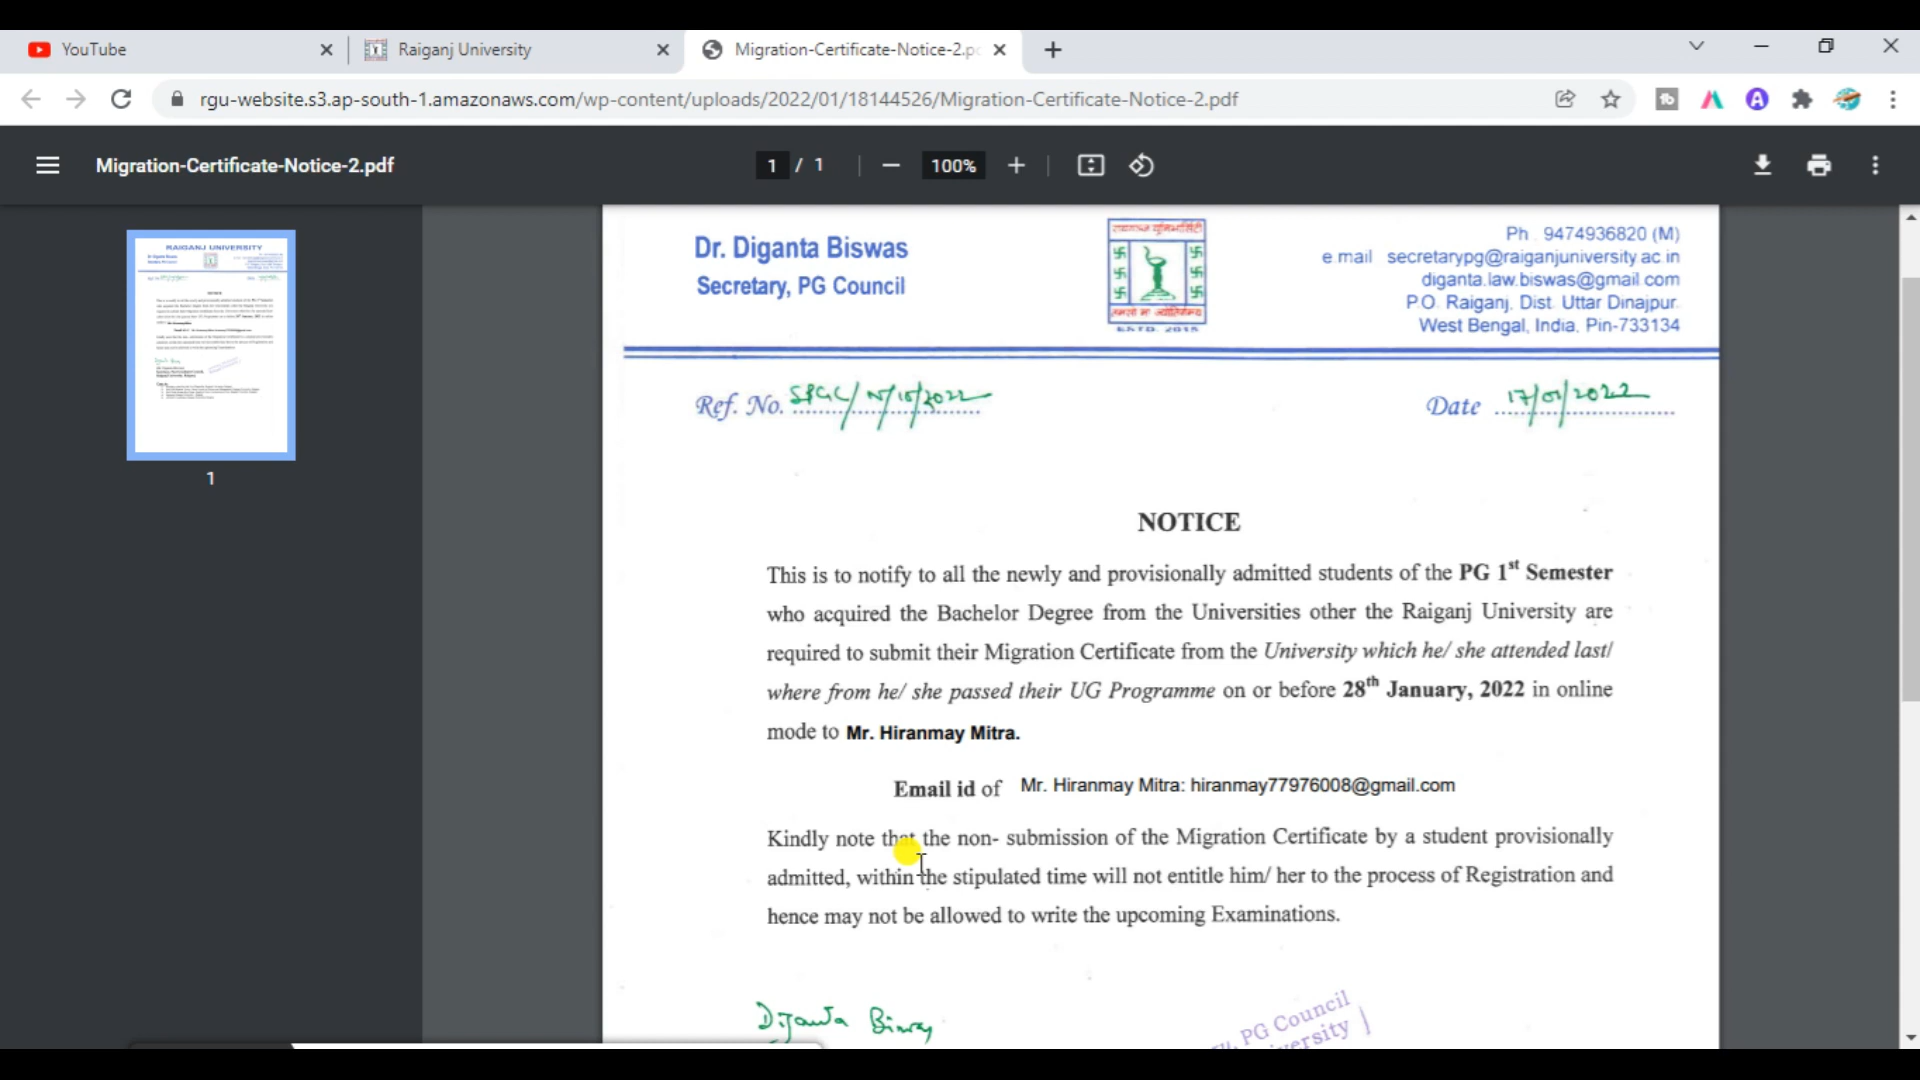 YouTube
Raiganj University
Migration-Certificate-Notice-2.pd
rgu-website.s3.ap-south-1.amazonaws.com/wp-content/uploads/2022/01/18144526/Migration-Certificate-Notice-2.pdf
Migration-Certificate-Notice-2.pdf
1 / 1
100%
RAIGANJ UNIVERSITY
1
Dr. Diganta Biswas
Secretary, PG Council
ESTD. 2015
Ph. 9474936820 (M)
e mail secretarypg@raiganjuniversity.ac.in
diganta.law.biswas@gmail.com
P.O. Raiganj, Dist. Uttar Dinajpur.
West Bengal, India, Pin-733134
Ref. No.
Date 17/01/2022
NOTICE
This is to notify to all the newly and provisionally admitted students of the PG 1st Semester
who acquired the Bachelor Degree from the Universities other the Raiganj University are
required to submit their Migration Certificate from the University which he/ she attended last/
where from he/ she passed their UG Programme on or before 28th January, 2022 in online
mode to Mr. Hiranmay Mitra.
Email id of Mr. Hiranmay Mitra: hiranmay77976008@gmail.com
Kindly note that the non- submission of the Migration Certificate by a student provisionally
admitted, within the stipulated time will not entitle him/ her to the process of Registration and
hence may not be allowed to write the upcoming Examinations.
Diganta Biswas
PG Council